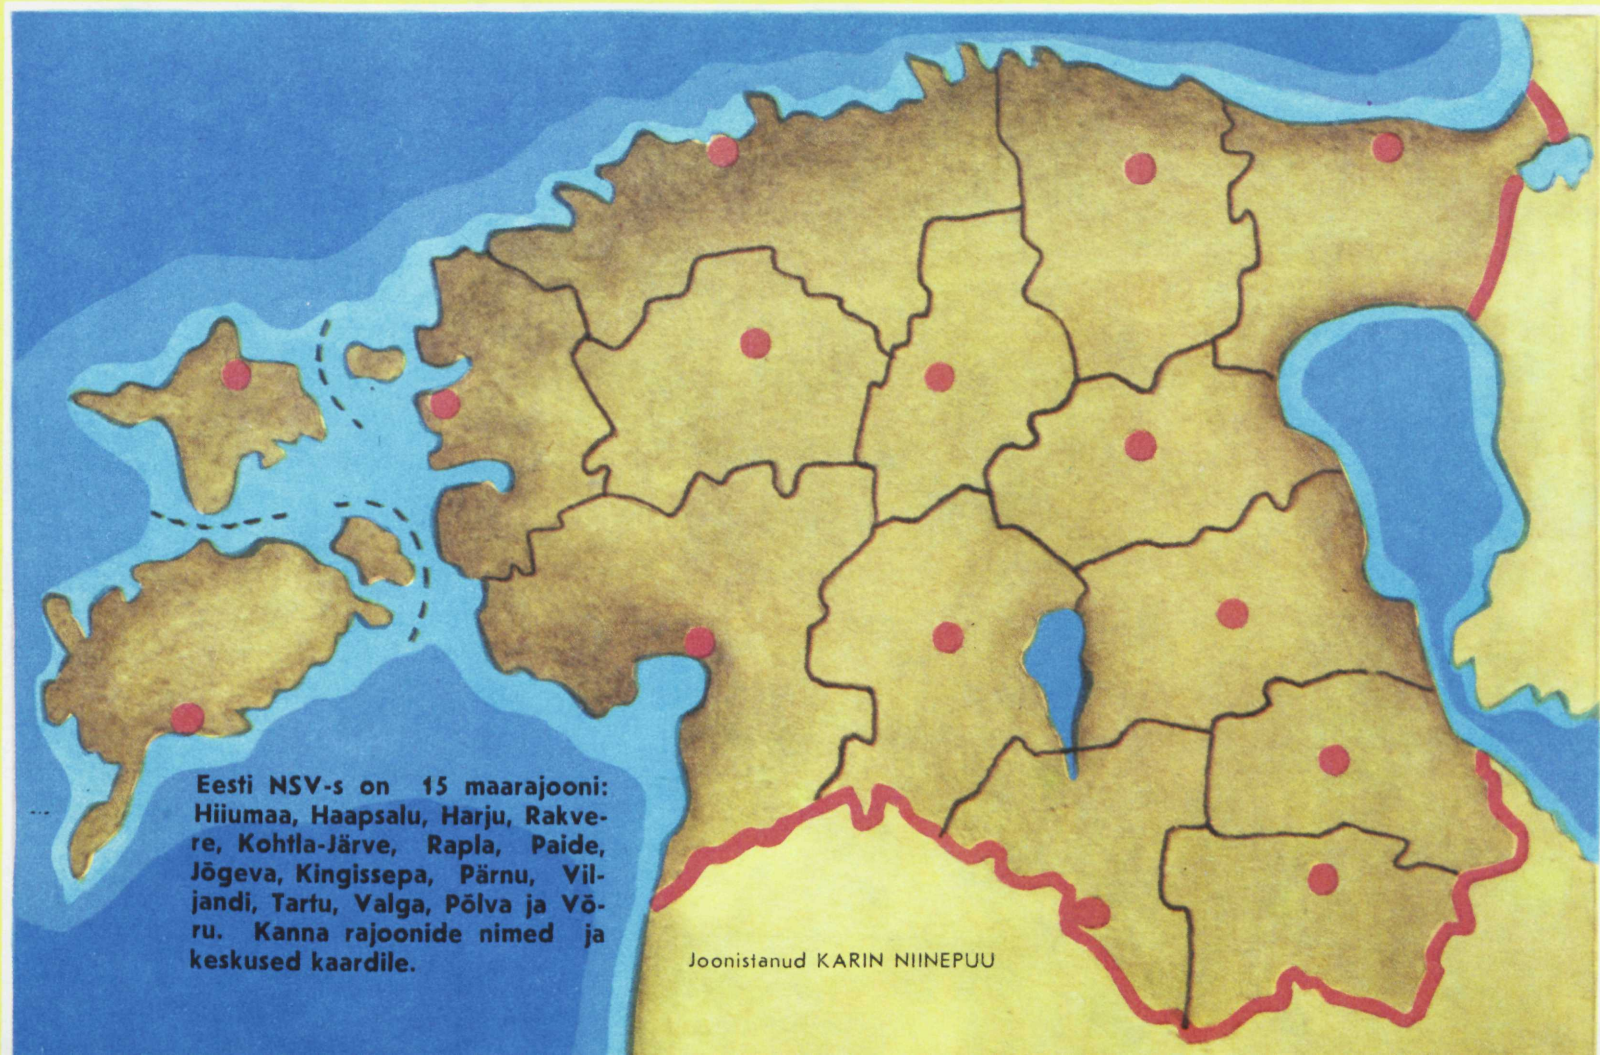 Eesti NSV-s on 15 maarajooni:
Hiiumaa, Haapsalu, Harju, Rakve-
re, Kohtla-Järve, Rapla, Paide,
Jõgeva, Kingissepa, Pärnu, Vil-
jandi, Tartu, Valga, Põlva ja Võ-
ru. Kanna rajoonide nimed ja
keskused kaardile.
Joonistanud KARIN NIINEPUU